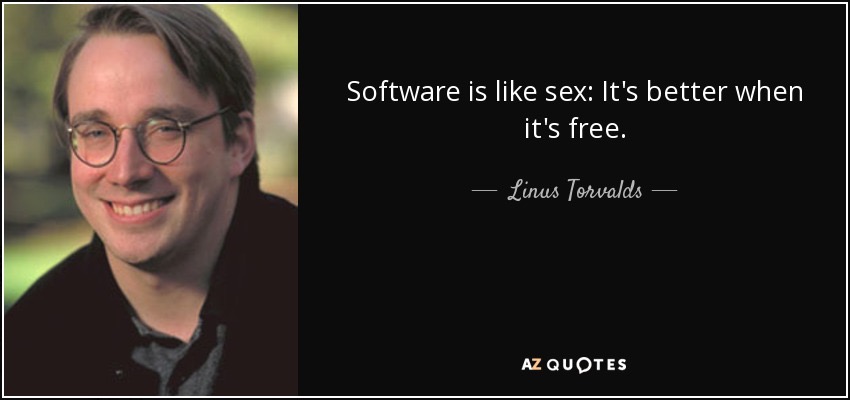 Software is like sex: It's better when
it's free.
Linus Torvalds
AZ QUOTES